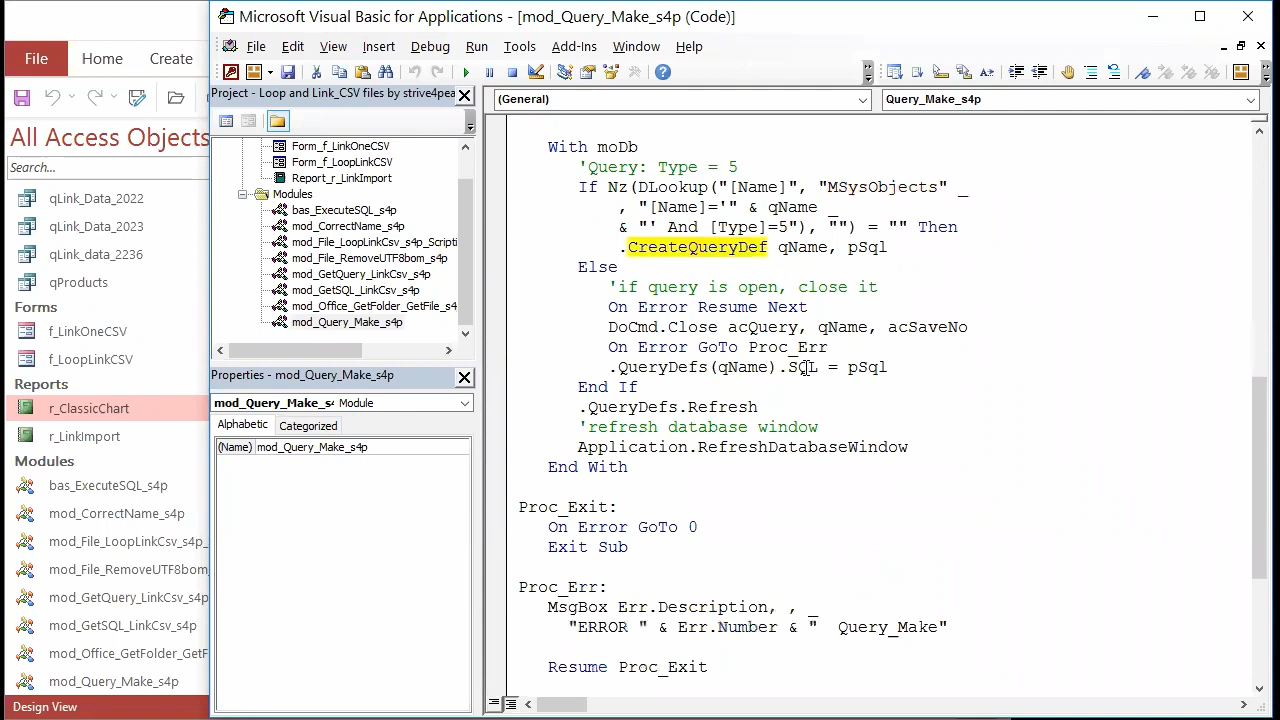 Microsoft Visual Basic for Applications - [mod_Query_Make_s4p (Code)]
File Home Create
File Edit View Insert Debug Run Tools Add-Ins Window Help
All Access Objects
Search...
qLink_Data_2022
qLink_Data_2023
qLink_data_2236
qProducts
Forms
f_LinkOneCSV
f_LoopLinkCSV
Reports
r_ClassicChart
r_LinkImport
Modules
bas_ExecuteSQL_s4p
mod_CorrectName_s4p
mod_File_LoopLinkCsv_s4p_
mod_File_RemoveUTF8bom_
mod_GetQuery_LinkCsv_s4p
mod_GetSQL_LinkCsv_s4p
mod_Office_GetFolder_GetF
mod_Query_Make_s4p
Design View
Project - Loop and Link_CSV files by strive4pea
Form_f_LinkOneCSV
Form_f_LoopLinkCSV
Report_r_LinkImport
Modules
bas_ExecuteSQL_s4p
mod_CorrectName_s4p
mod_File_LoopLinkCsv_s4p_Scripti
mod_File_RemoveUTF8bom_s4p
mod_GetQuery_LinkCsv_s4p
mod_GetSQL_LinkCsv_s4p
mod_Office_GetFolder_GetFile_s4
mod_Query_Make_s4p
Properties - mod_Query_Make_s4p
mod_Query_Make_s4 Module
Alphabetic Categorized
(Name) mod_Query_Make_s4p
(General) Query_Make_s4p
With moDb
'Query: Type = 5
If Nz(DLookup("[Name]", "MSysObjects" _
, "[Name]='" & qName _
& "' And [Type]=5"), "") = "" Then
.CreateQueryDef qName, pSql
Else
'if query is open, close it
On Error Resume Next
DoCmd.Close acQuery, qName, acSaveNo
On Error GoTo Proc_Err
.QueryDefs(qName).SQL = pSql
End If
.QueryDefs.Refresh
'refresh database window
Application.RefreshDatabaseWindow
End With
Proc_Exit:
On Error GoTo 0
Exit Sub
Proc_Err:
MsgBox Err.Description, , _
"ERROR " & Err.Number & "   Query_Make"
Resume Proc_Exit